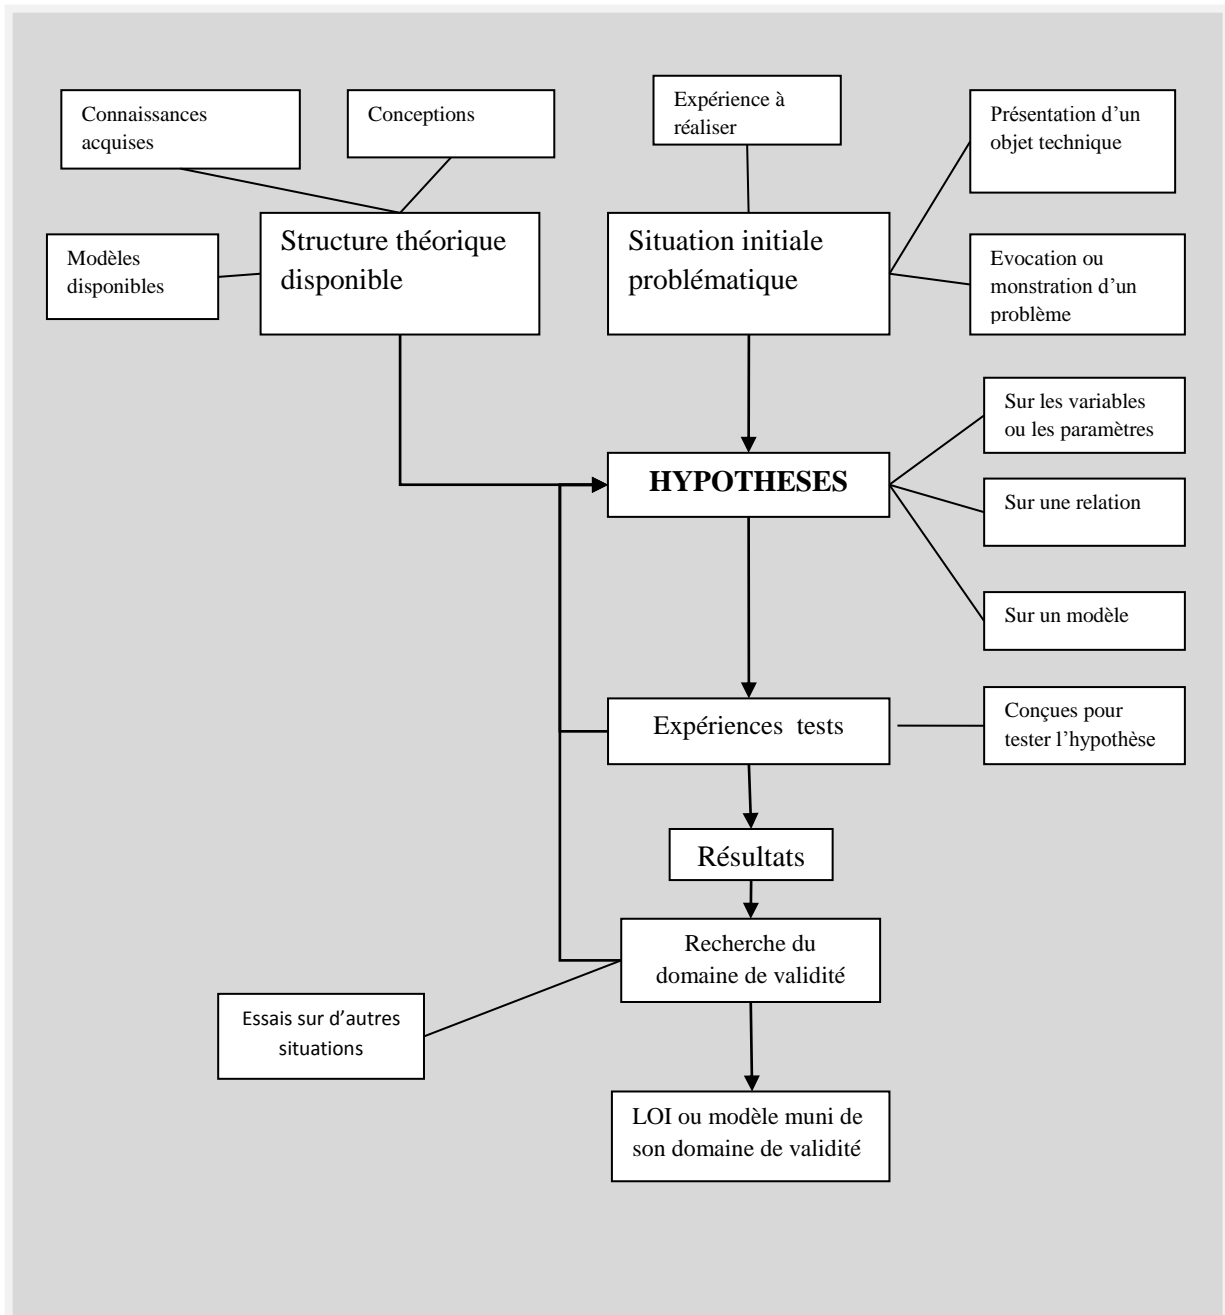 Connaissances
acquises
Conceptions
Expérience à
réaliser
Présentation d’un
objet technique
Modèles
disponibles
Structure théorique
disponible
Situation initiale
problématique
Evocation ou
monstration d’un
problème
Sur les variables
ou les paramètres
HYPOTHESES
Sur une relation
Sur un modèle
Expériences tests
Conçues pour
tester l’hypothèse
Résultats
Recherche du
domaine de validité
Essais sur d’autres
situations
LOI ou modèle muni de
son domaine de validité